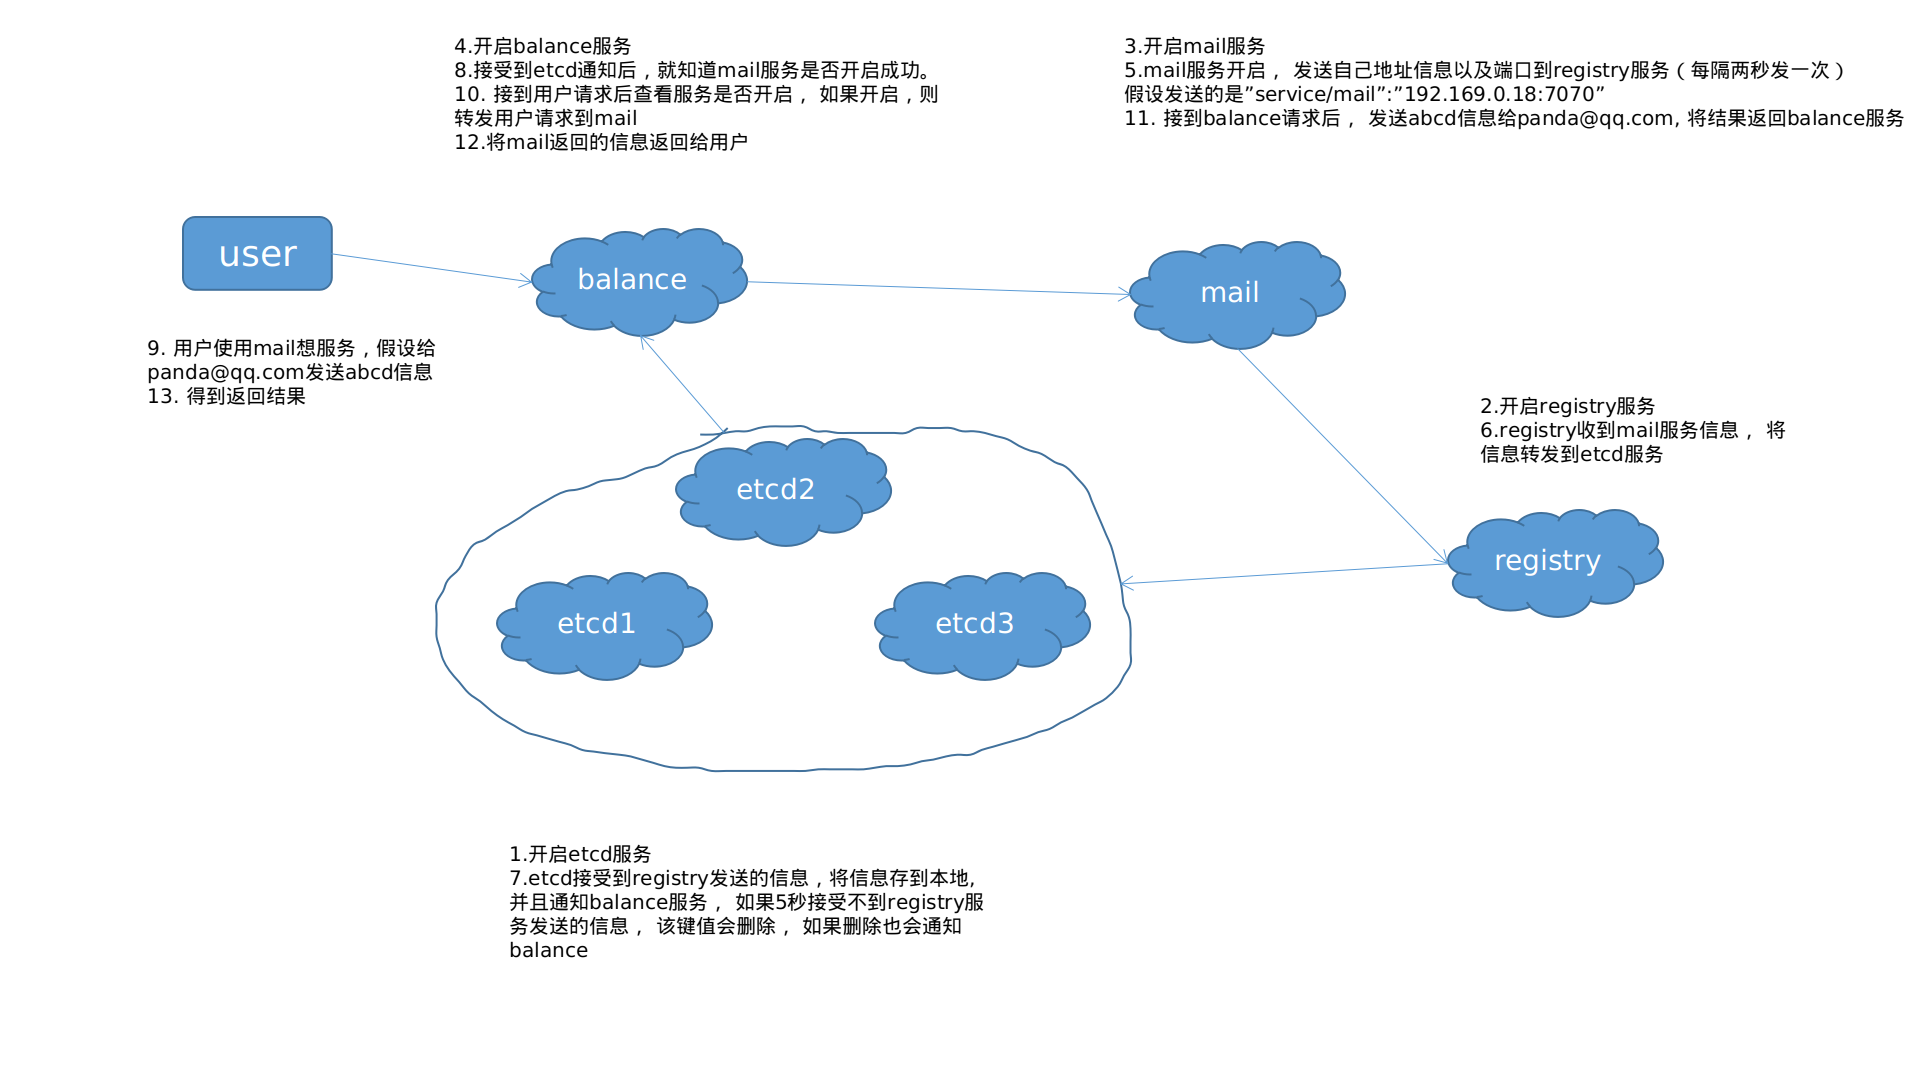 4.开启balance服务
8.接受到etcd通知后，就知道mail服务是否开启成功。
10. 接到用户请求后查看服务是否开启， 如果开启，则
转发用户请求到mail
12.将mail返回的信息返回给用户
3.开启mail服务
5.mail服务开启， 发送自己地址信息以及端口到registry服务（每隔两秒发一次）
假设发送的是”service/mail”:”192.169.0.18:7070”
11. 接到balance请求后， 发送abcd信息给panda@qq.com, 将结果返回balance服务
user
balance
mail
9. 用户使用mail想服务，假设给
panda@qq.com发送abcd信息
13. 得到返回结果
2.开启registry服务
6.registry收到mail服务信息， 将
信息转发到etcd服务
etcd2
registry
etcd1
etcd3
1.开启etcd服务
7.etcd接受到registry发送的信息，将信息存到本地,
并且通知balance服务， 如果5秒接受不到registry服
务发送的信息， 该键值会删除， 如果删除也会通知
balance